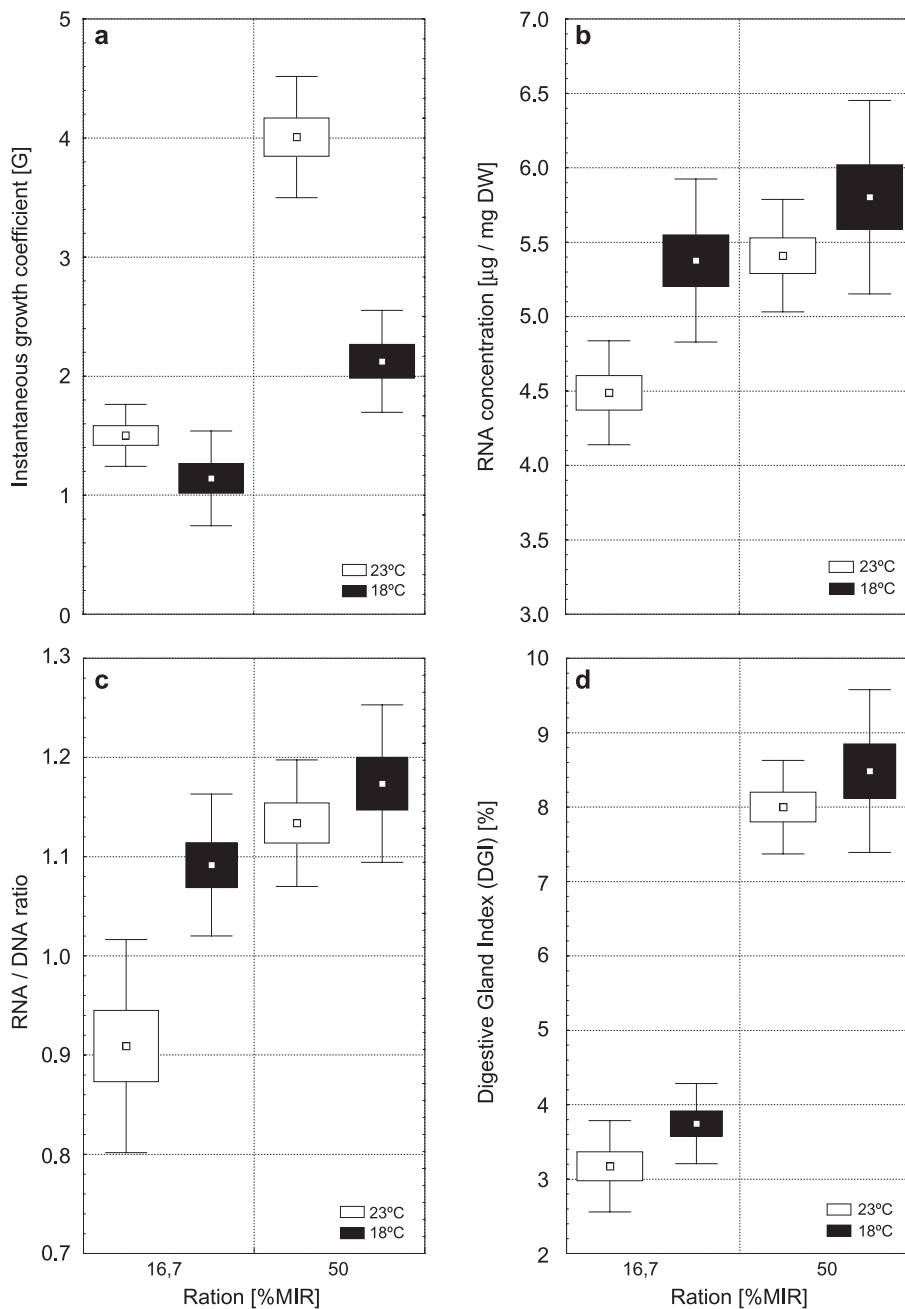 a
Instantaneous growth coefficient [G]
5
4
3
2
1
0
23ºC
18ºC
b
RNA concentration [µg / mg DW]
7.0
6.5
6.0
5.5
5.0
4.5
4.0
3.5
3.0
23ºC
18ºC
c
RNA / DNA ratio
1.3
1.2
1.1
1.0
0.9
0.8
0.7
23ºC
18ºC
16,7
50
Ration [%MIR]
d
Digestive Gland Index (DGI) [%]
10
9
8
7
6
5
4
3
2
23ºC
18ºC
16,7
50
Ration [%MIR]